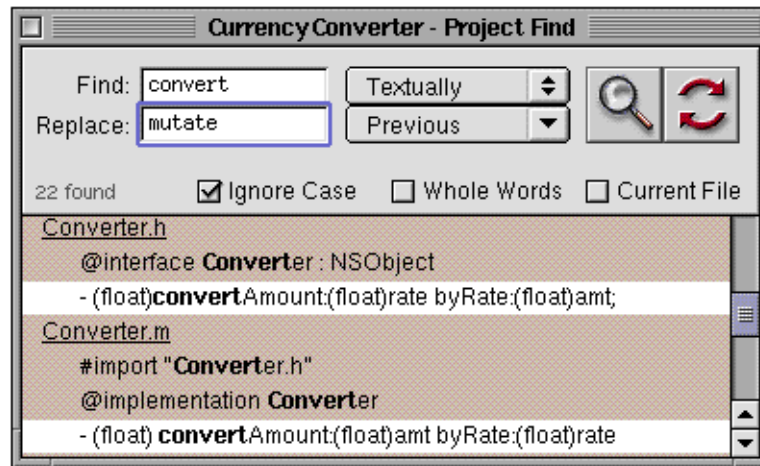 CurrencyConverter - Project Find
Find: convert Textually
Replace: mutate Previous
22 found Ignore Case Whole Words Current File
Converter.h
@interface Converter : NSObject
- (float)convertAmount:(float)rate byRate:(float)amt;
Converter.m
#import "Converter.h"
@implementation Converter
- (float) convertAmount:(float)amt byRate:(float)rate